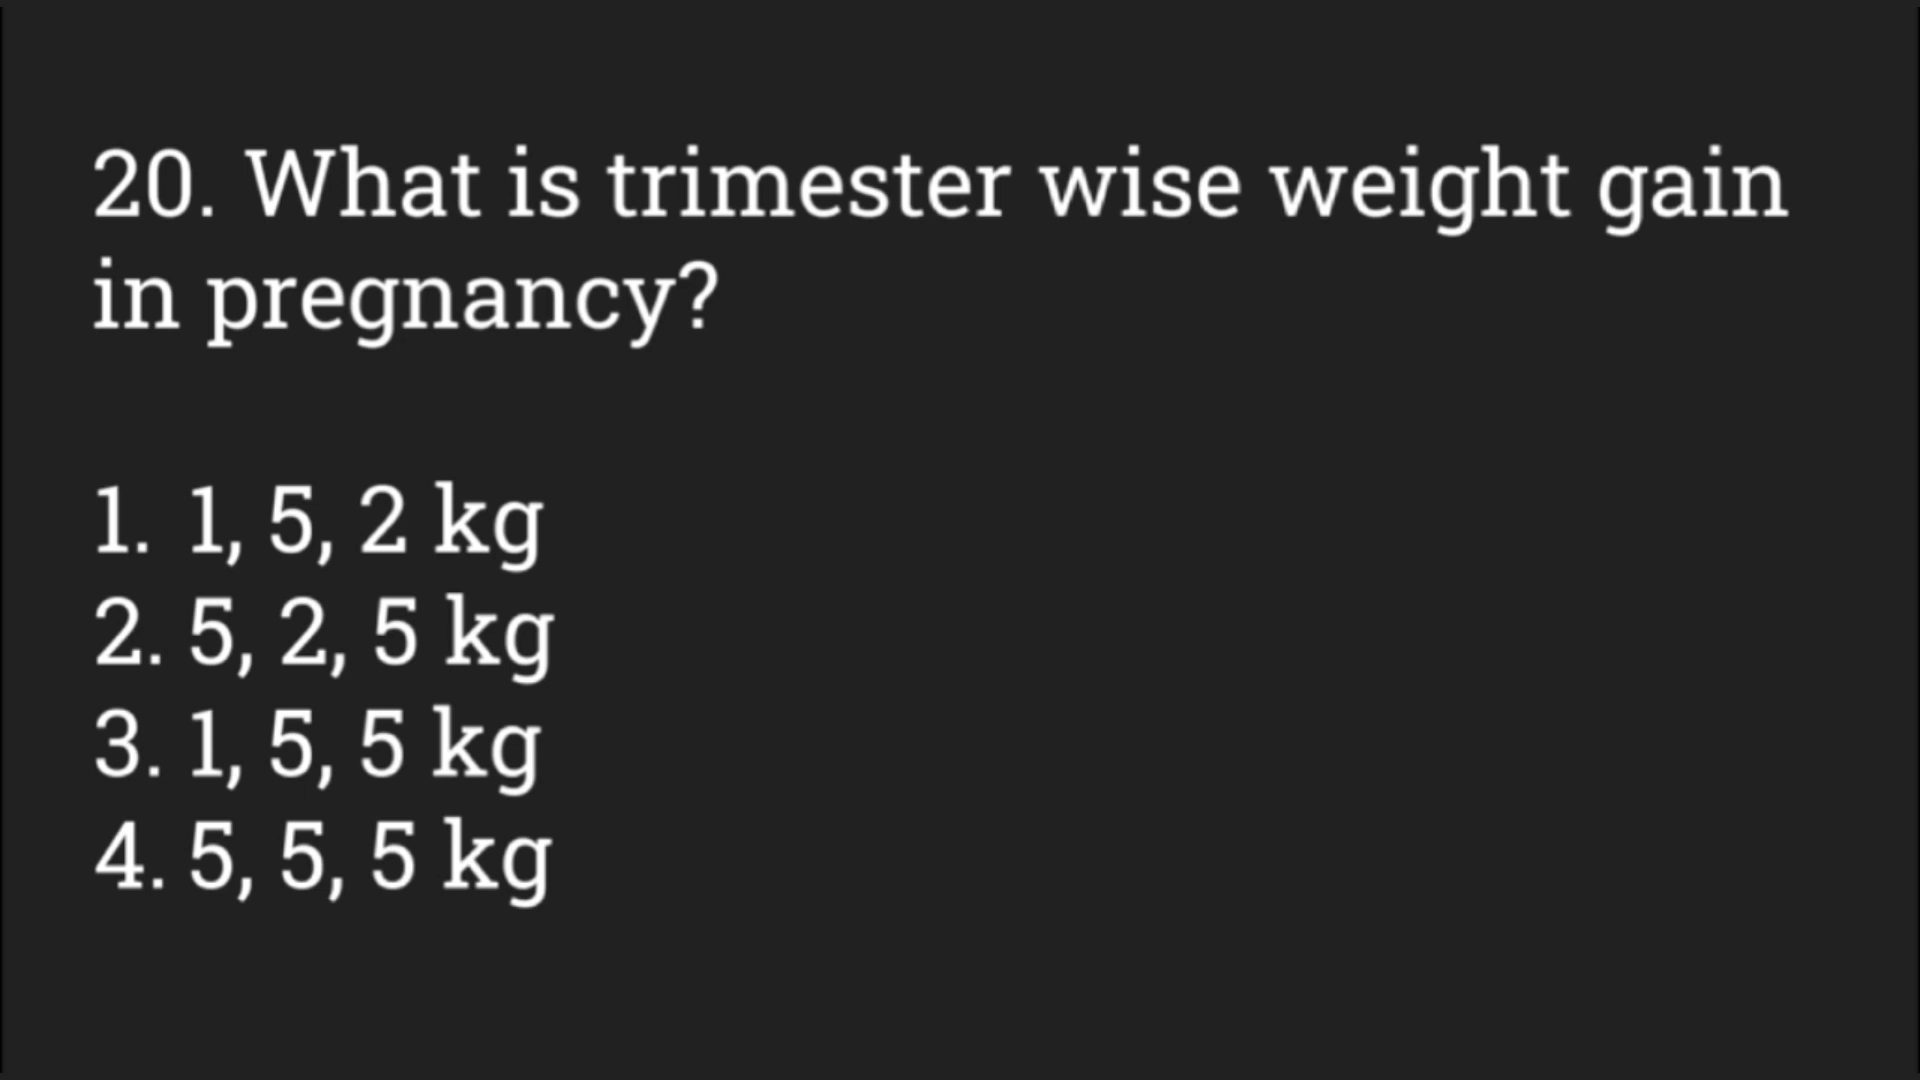 20. What is trimester wise weight gain
in pregnancy?
1. 1, 5, 2 kg
2. 5, 2, 5 kg
3. 1, 5, 5 kg
4. 5, 5, 5 kg